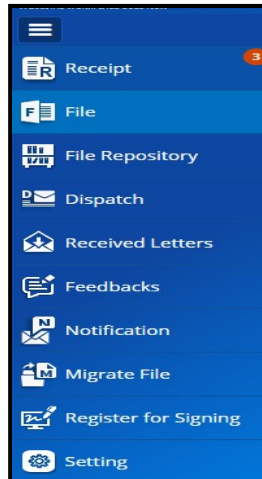 3
Receipt
File
File Repository
Dispatch
Received Letters
Feedbacks
Notification
Migrate File
Register for Signing
Setting